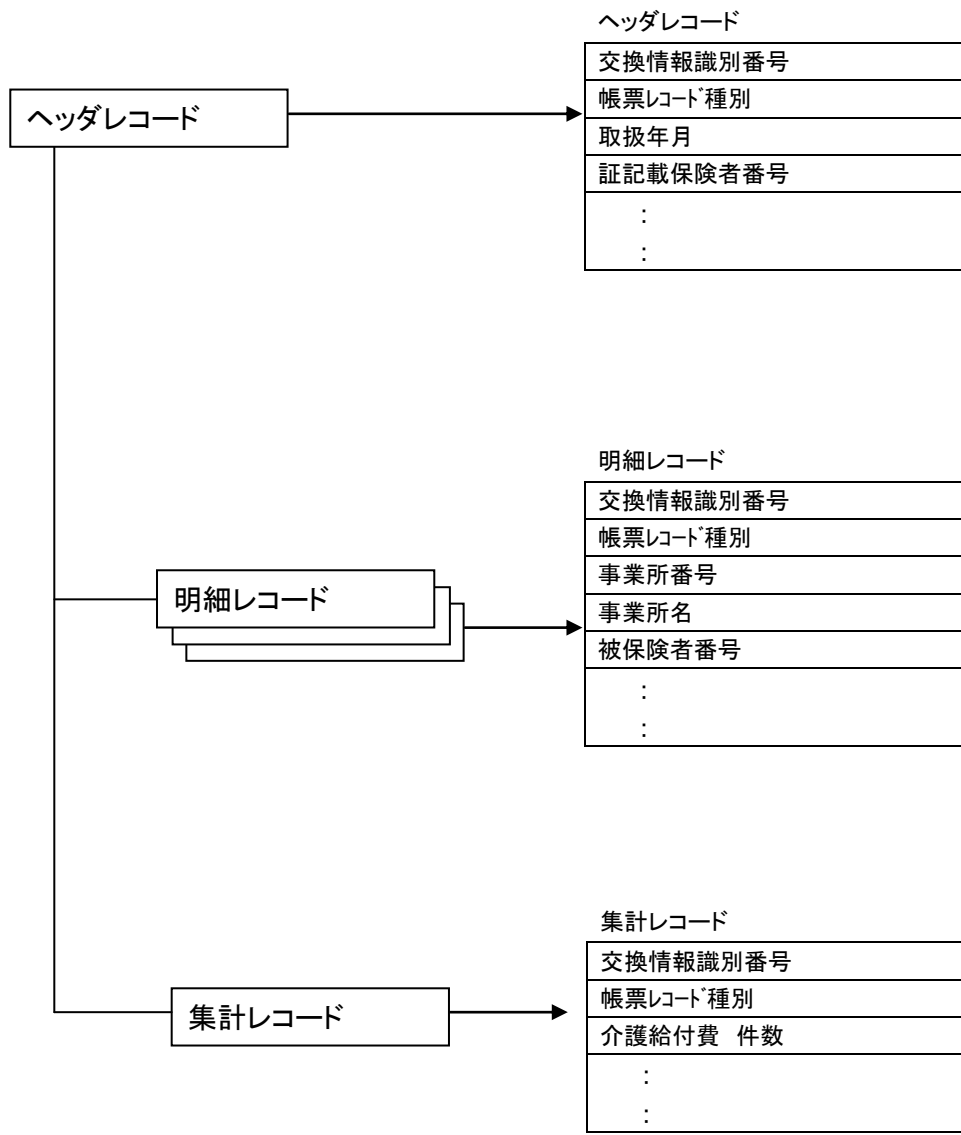 ヘッダレコード
ヘッダレコード
交換情報識別番号
帳票ﾚｺｰﾄﾞ種別
取扱年月
証記載保険者番号
:
:
明細レコード
明細レコード
交換情報識別番号
帳票ﾚｺｰﾄﾞ種別
事業所番号
事業所名
被保険者番号
:
:
集計レコード
集計レコード
交換情報識別番号
帳票ﾚｺｰﾄﾞ種別
介護給付費　件数
:
: